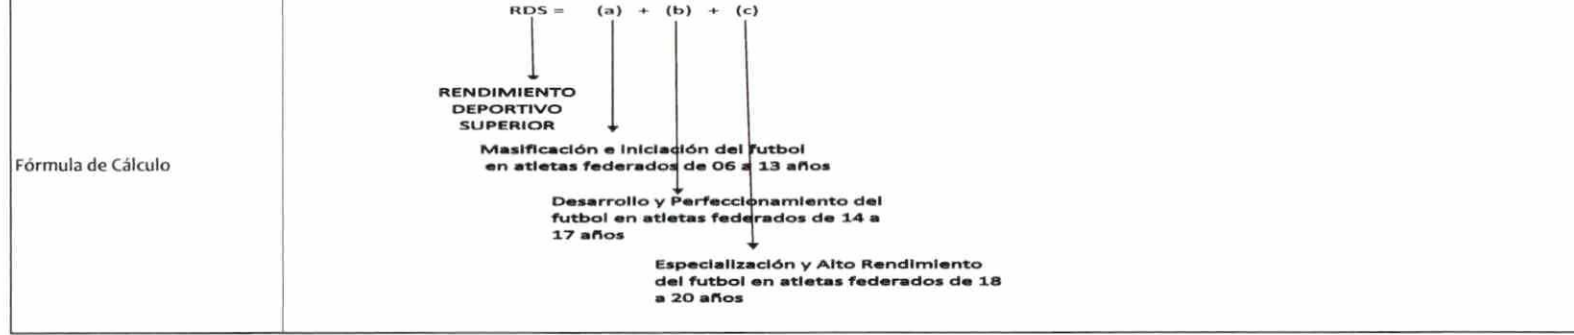 RDS = (a) + (b) + (c)
RENDIMIENTO
DEPORTIVO
SUPERIOR
Fórmula de Cálculo
Masificación e iniciación del futbol
en atletas federados de 06 a 13 años
Desarrollo y Perfeccionamiento del
futbol en atletas federados de 14 a
17 años
Especialización y Alto Rendimiento
del futbol en atletas federados de 18
a 20 años